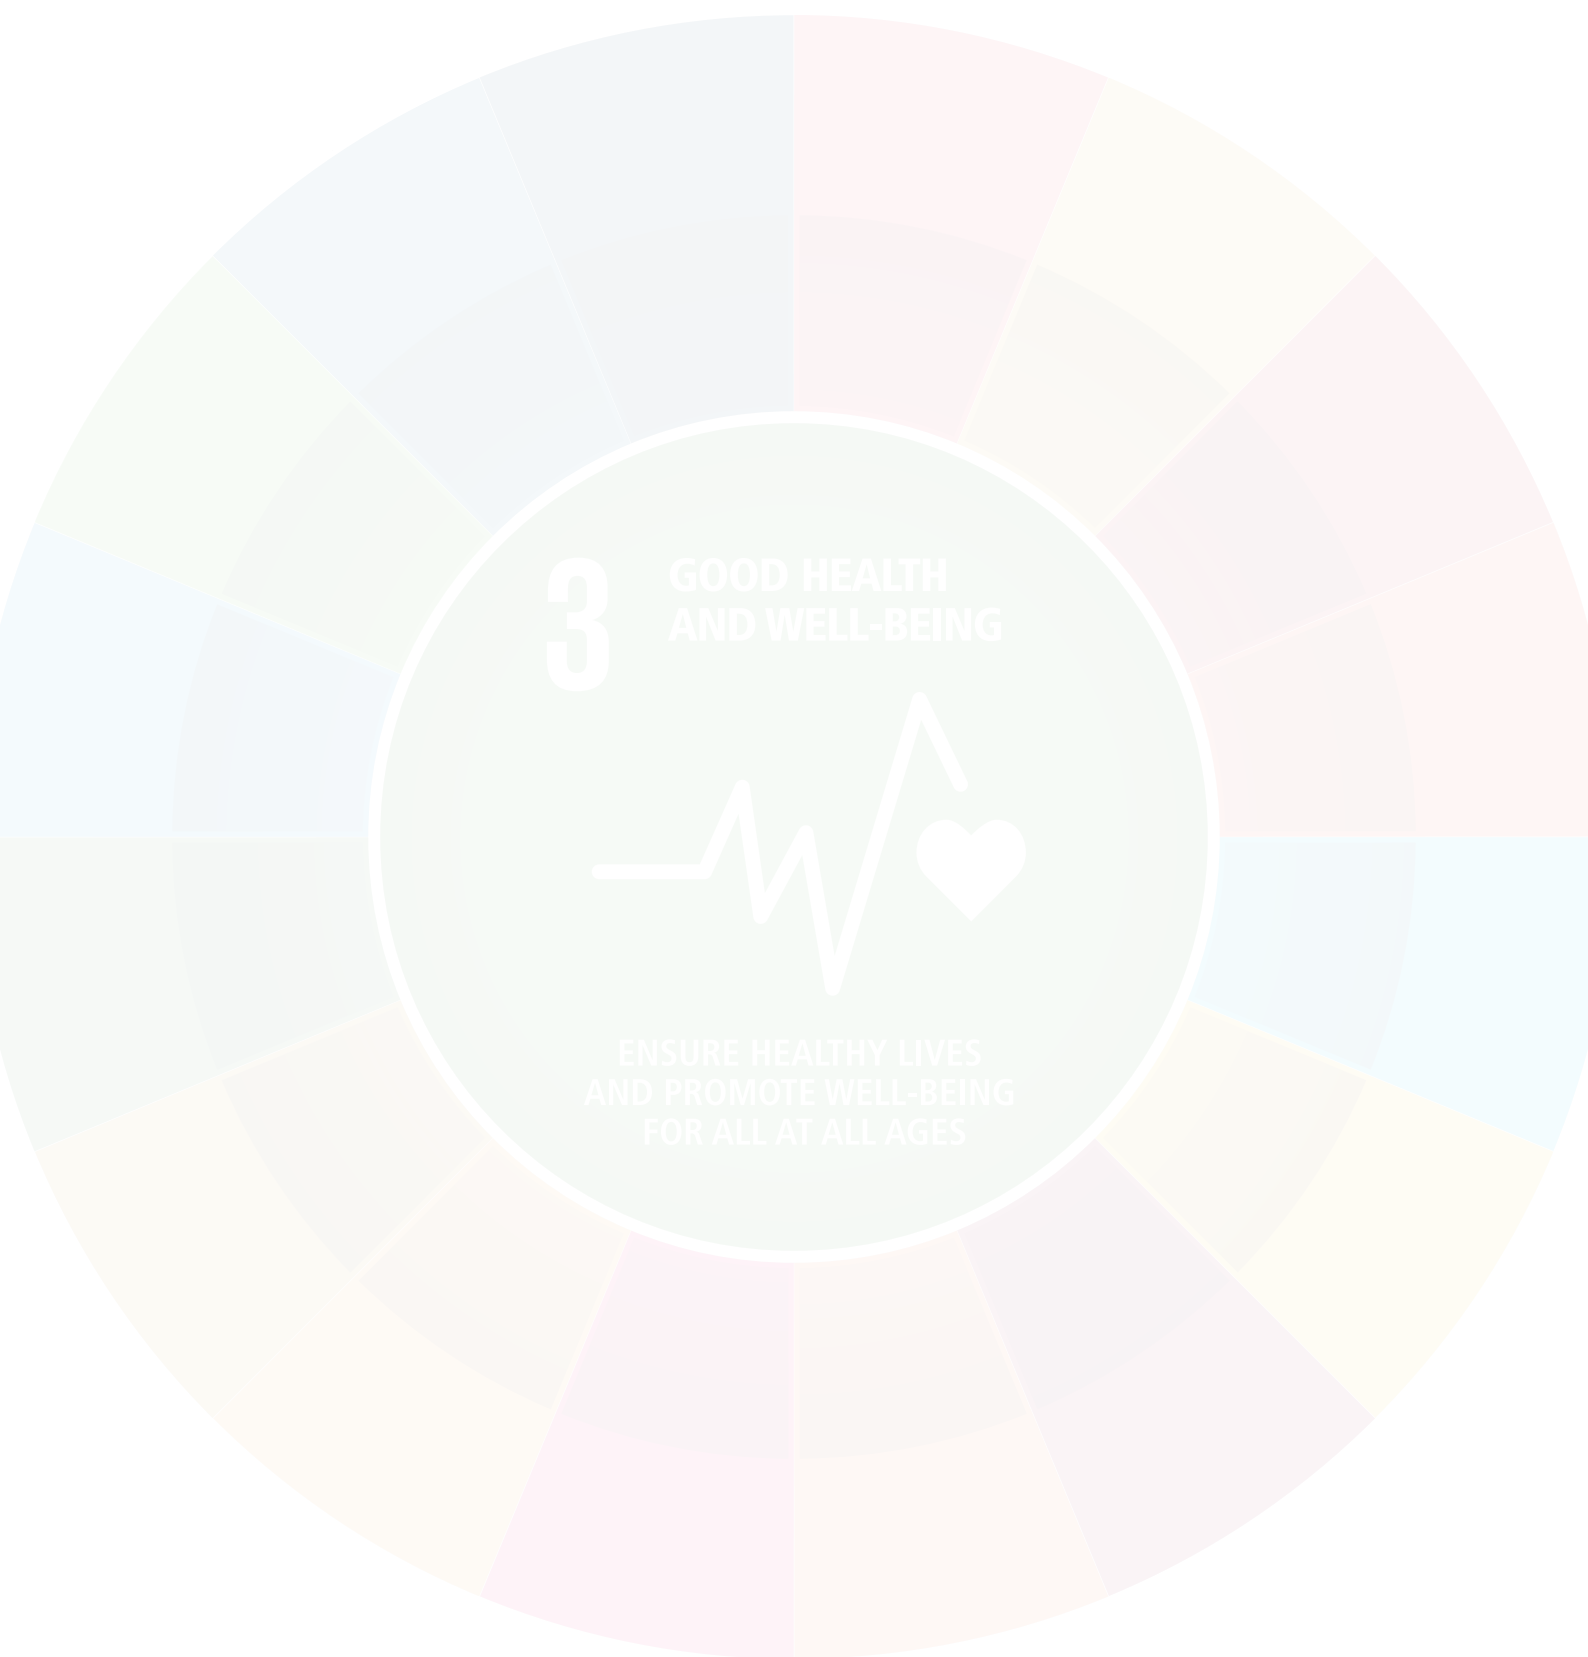 3
GOOD HEALTH
AND WELL-BEING
ENSURE HEALTHY LIVES
AND PROMOTE WELL-BEING
FOR ALL AT ALL AGES